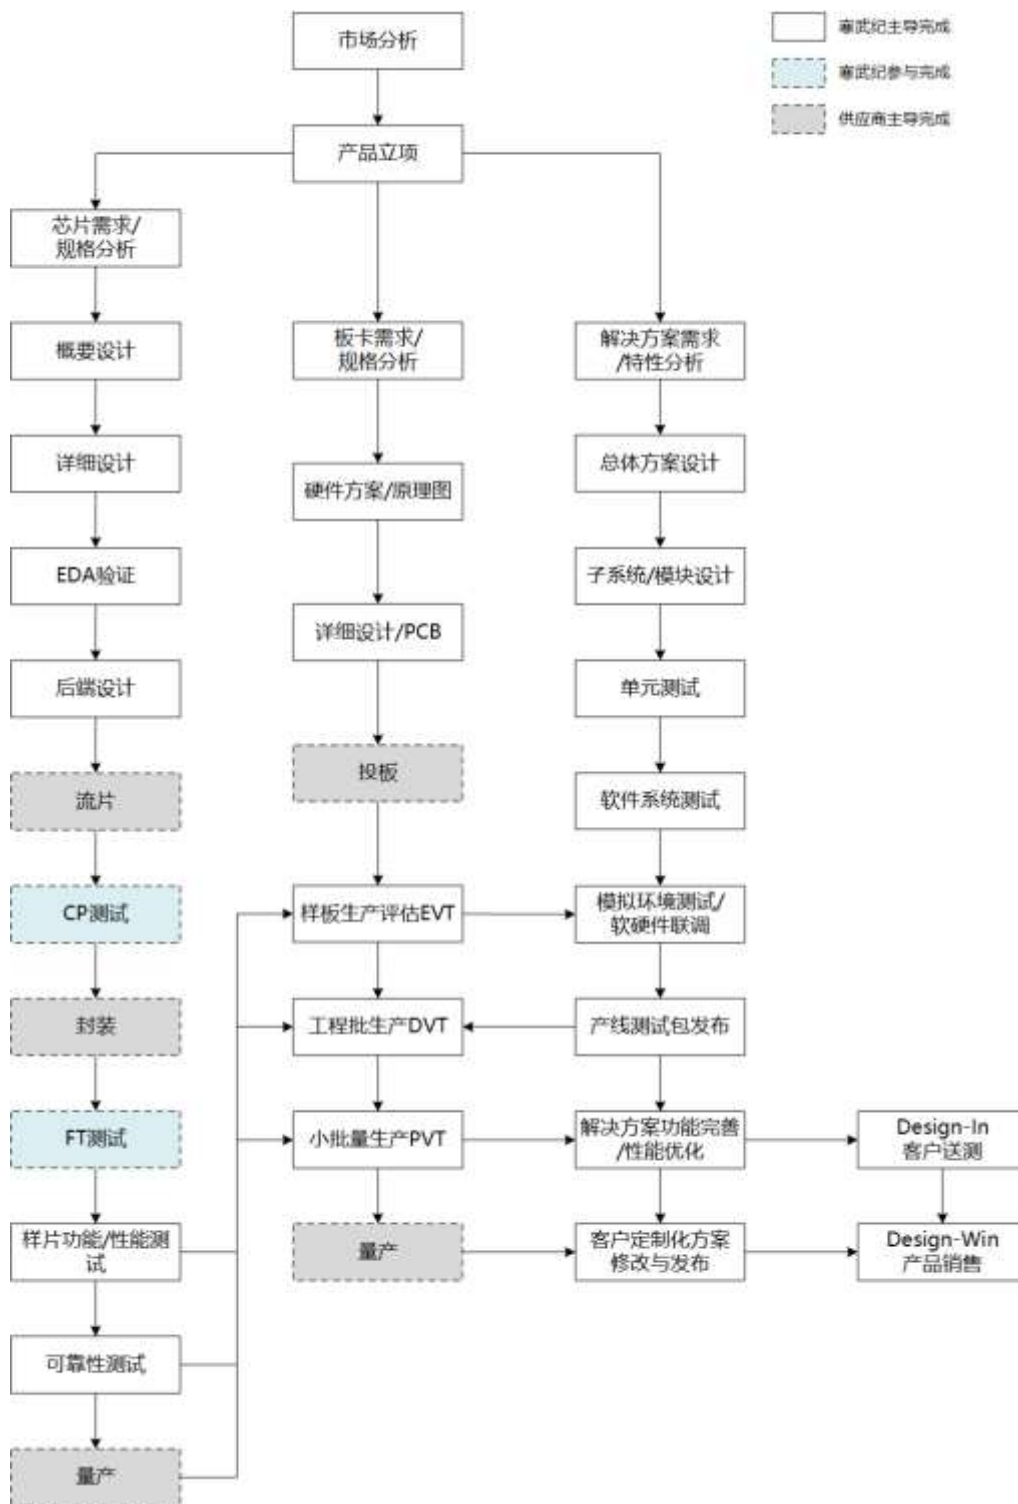 市场分析
寒武纪主导完成
寒武纪参与完成
供应商主导完成
产品立项
芯片需求/
规格分析
概要设计
详细设计
EDA验证
后端设计
流片
CP测试
封装
FT测试
样片功能/性能测
试
可靠性测试
量产
板卡需求/
规格分析
硬件方案/原理图
详细设计/PCB
投板
样板生产评估EVT
工程批生产DVT
小批量生产PVT
量产
解决方案需求
/特性分析
总体方案设计
子系统/模块设计
单元测试
软件系统测试
模拟环境测试/
软硬件联调
产线测试包发布
解决方案功能完善
/性能优化
客户定制化方案
修改与发布
Design-In
客户送测
Design-Win
产品销售